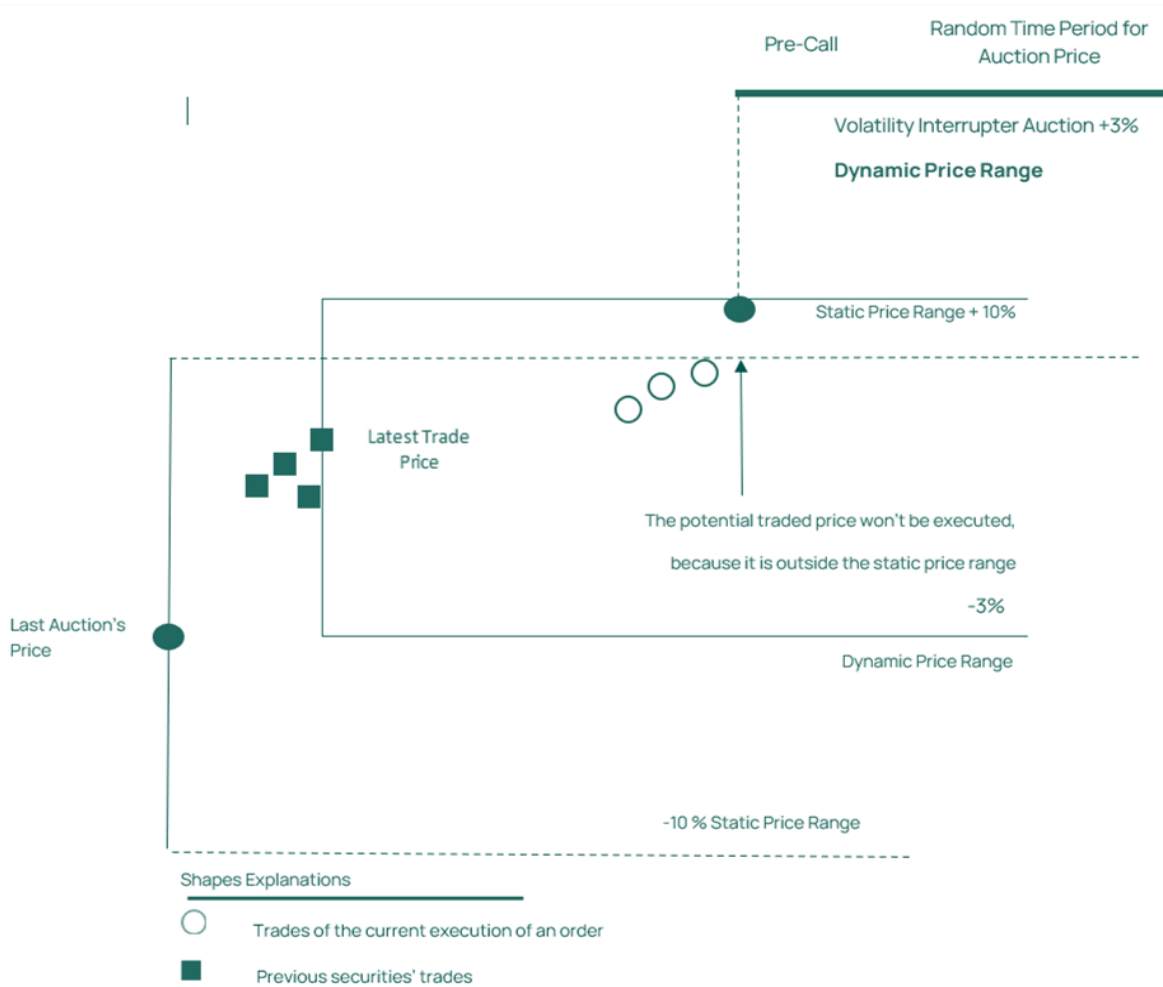 Pre-Call
Random Time Period for
Auction Price
Volatility Interrupter Auction +3%
Dynamic Price Range
Static Price Range + 10%
Latest Trade
Price
The potential traded price won't be executed,
because it is outside the static price range
-3%
Last Auction's
Price
Dynamic Price Range
-10 % Static Price Range
Shapes Explanations
Trades of the current execution of an order
Previous securities' trades